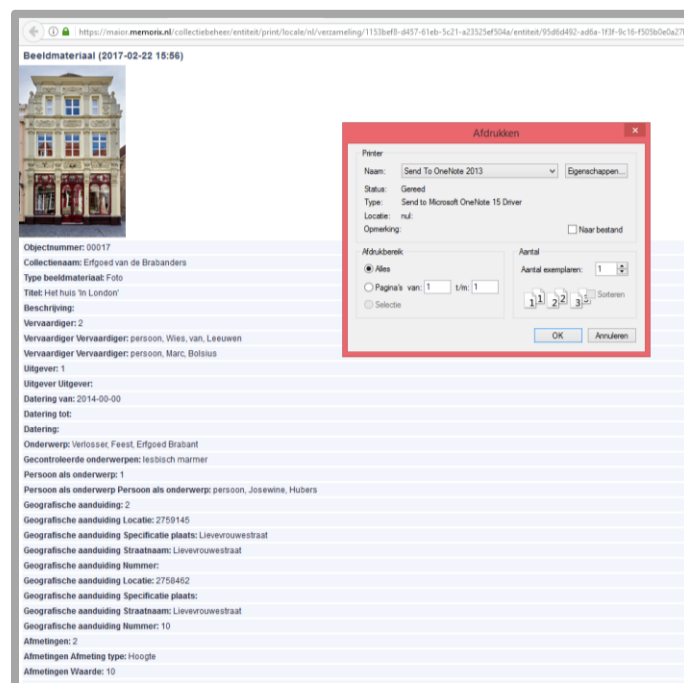 https://maior.memorix.nl/collectiebeheer/entiteit/print/locale/nl/verzameling/1153bef8-d457-61eb-5c21-a23525ef504a/entiteit/95d6d492-ad6a-1f3f-9c16-f505b0e0a27
Beeldmateriaal (2017-02-22 15:56)
Afdrukken
Printer
Naam: Send To OneNote 2013 Eigenschappen...
Status: Gereed
Type: Send to Microsoft OneNote 15 Driver
Locatie: nul:
Opmerking: Naar bestand
Afdrukbereik
Alles
Pagina's van: 1 t/m: 1
Selectie
Aantal
Aantal exemplaren: 1
1 1 2 2 3 3 Sorteren
OK Annuleren
Objectnummer: 00017
Collectienaam: Erfgoed van de Brabanders
Type beeldmateriaal: Foto
Titel: Het huis 'In London'
Beschrijving:
Vervaardiger: 2
Vervaardiger Vervaardiger: persoon, Wies, van, Leeuwen
Vervaardiger Vervaardiger: persoon, Marc, Bolsius
Uitgever: 1
Uitgever Uitgever:
Datering van: 2014-00-00
Datering tot:
Datering:
Onderwerp: Verlosser, Feest, Erfgoed Brabant
Gecontroleerde onderwerpen: lesbisch marmer
Persoon als onderwerp: 1
Persoon als onderwerp Persoon als onderwerp: persoon, Josewine, Hubers
Geografische aanduiding: 2
Geografische aanduiding Locatie: 2759145
Geografische aanduiding Specificatie plaats: Lievevrouwestraat
Geografische aanduiding Straatnaam: Lievevrouwestraat
Geografische aanduiding Nummer:
Geografische aanduiding Locatie: 2758462
Geografische aanduiding Specificatie plaats:
Geografische aanduiding Straatnaam: Lievevrouwestraat
Geografische aanduiding Nummer: 10
Afmetingen: 2
Afmetingen Afmeting type: Hoogte
Afmetingen Waarde: 10